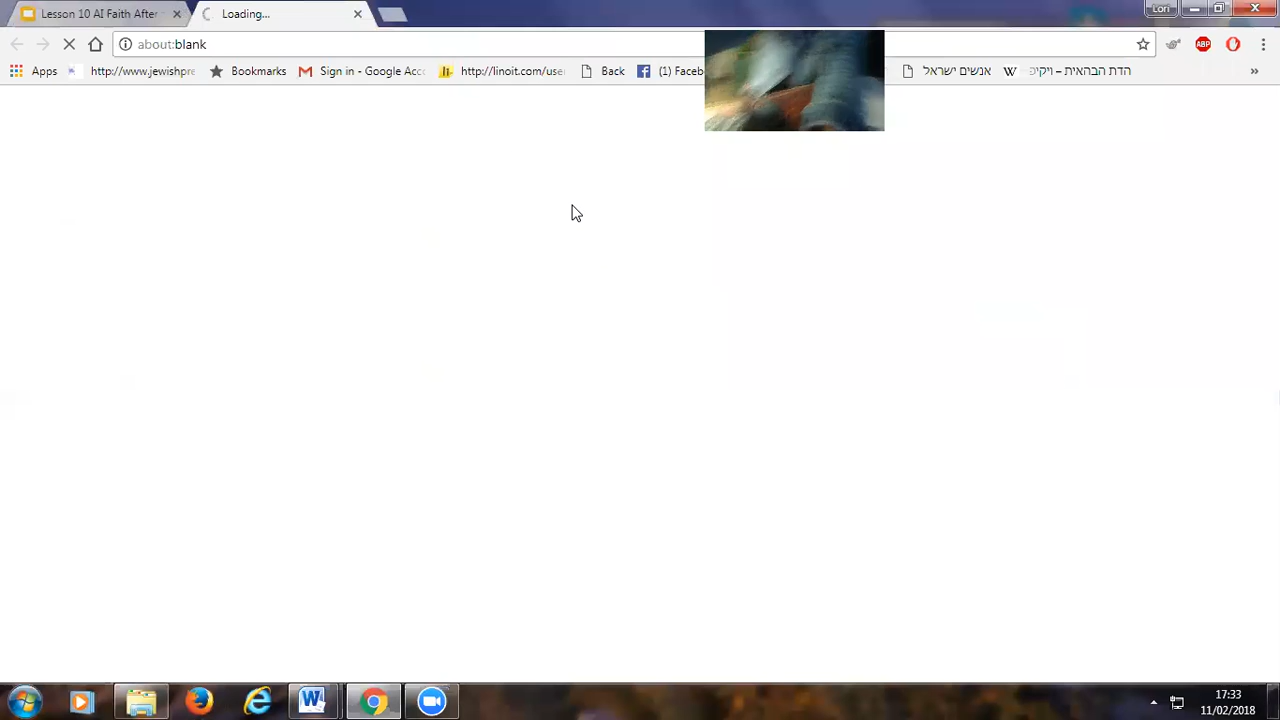 Lesson 10 AI Faith After
Loading...
Lori
about:blank
ABP
Apps
http://www.jewishpre
Bookmarks
Sign in - Google Acc
http://linoit.com/use
Back
(1) Faceb
אנשים ישראל
W
הדת הבהאית – ויקיפ
»
17:33
11/02/2018